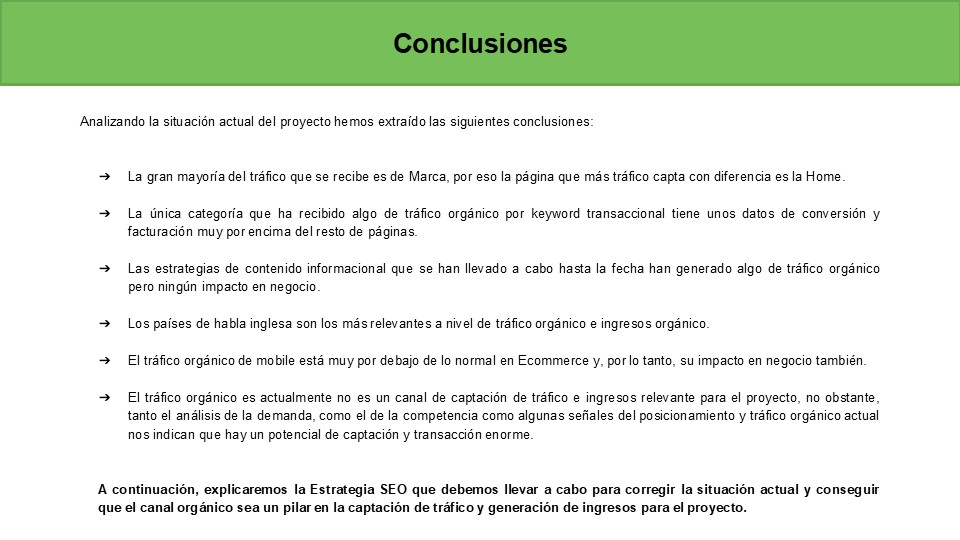 Conclusiones
Analizando la situación actual del proyecto hemos extraído las siguientes conclusiones:
➔ La gran mayoría del tráfico que se recibe es de Marca, por eso la página que más tráfico capta con diferencia es la Home.
➔ La única categoría que ha recibido algo de tráfico orgánico por keyword transaccional tiene unos datos de conversión y
facturación muy por encima del resto de páginas.
➔ Las estrategias de contenido informacional que se han llevado a cabo hasta la fecha han generado algo de tráfico orgánico
pero ningún impacto en negocio.
➔ Los países de habla inglesa son los más relevantes a nivel de tráfico orgánico e ingresos orgánico.
➔ El tráfico orgánico de mobile está muy por debajo de lo normal en Ecommerce y, por lo tanto, su impacto en negocio también.
➔ El tráfico orgánico es actualmente no es un canal de captación de tráfico e ingresos relevante para el proyecto, no obstante,
tanto el análisis de la demanda, como el de la competencia como algunas señales del posicionamiento y tráfico orgánico actual
nos indican que hay un potencial de captación y transacción enorme.
A continuación, explicaremos la Estrategia SEO que debemos llevar a cabo para corregir la situación actual y conseguir
que el canal orgánico sea un pilar en la captación de tráfico y generación de ingresos para el proyecto.